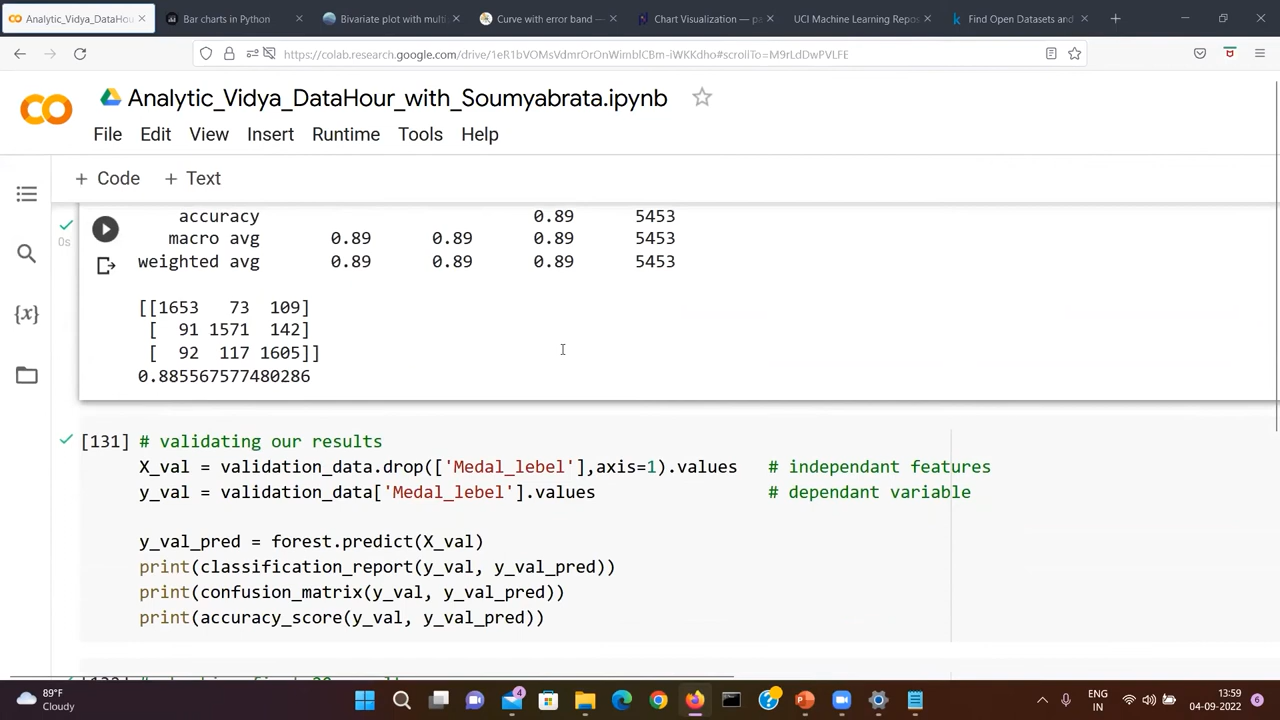 Analytic_Vidya_DataHour_with_S
Bar charts in Python
Bivariate plot with multi
Curve with error band —
Chart Visualization — pa
UCI Machine Learning Repos
Find Open Datasets and
https://colab.research.google.com/drive/1eR1bVOMsVdmrOrOnWimblCBm-iWKKdho#scrollTo=M9rLdDwPVLFE
Analytic_Vidya_DataHour_with_Soumyabrata.ipynb
File Edit View Insert Runtime Tools Help
+ Code + Text
accuracy 0.89 5453
0s macro avg 0.89 0.89 0.89 5453
weighted avg 0.89 0.89 0.89 5453
{x}
[[1653 73 109]
[ 91 1571 142]
[ 92 117 1605]]
0.885567577480286
[131] # validating our results
X_val = validation_data.drop(['Medal_lebel'],axis=1).values # independant features
y_val = validation_data['Medal_lebel'].values # dependant variable
y_val_pred = forest.predict(X_val)
print(classification_report(y_val, y_val_pred))
print(confusion_matrix(y_val, y_val_pred))
print(accuracy_score(y_val, y_val_pred))
89°F
Cloudy
4
ENG
IN
13:59
04-09-2022
6